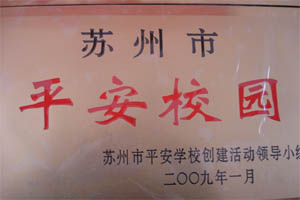 苏州市
平安校园
苏州市平安学校创建活动领导小组
二〇〇九年一月